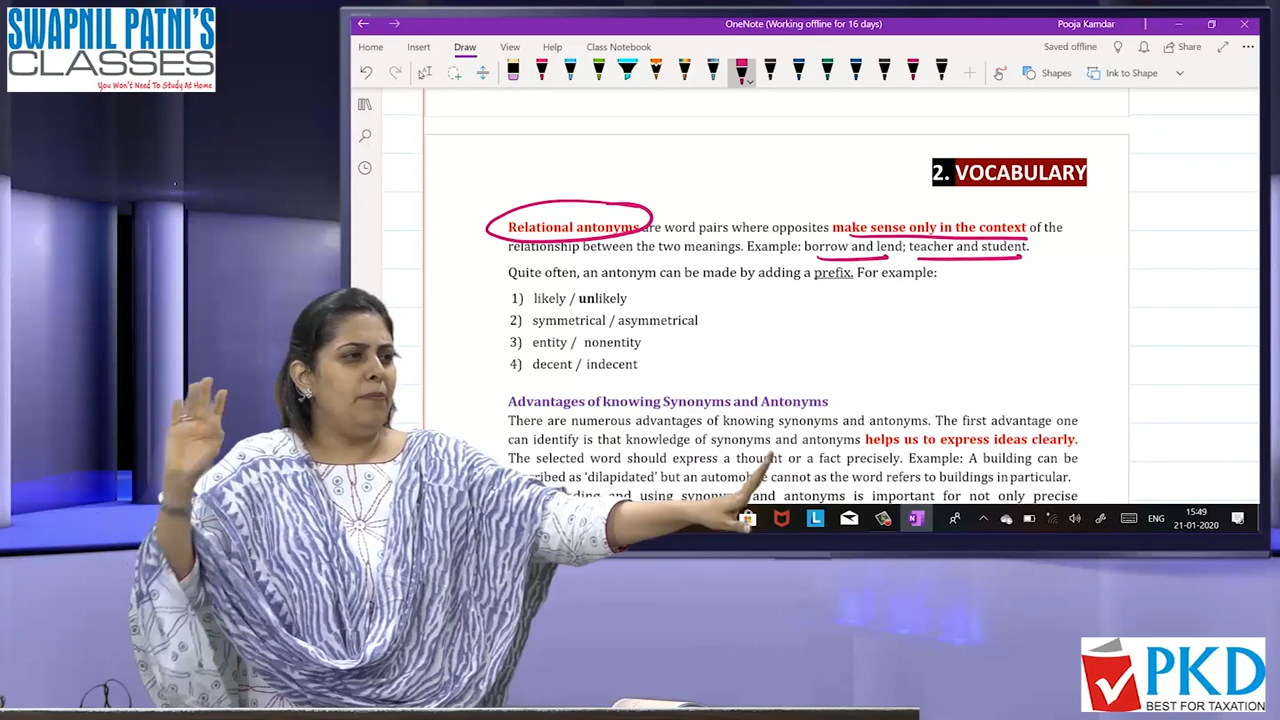 SWAPNIL PATNI'S
CLASSES
You Won't Need To Study At Home
OneNote (Working offline for 16 days)
Pooja Kamdar
Home Insert Draw View Help Class Notebook
Saved offline
Share
Shapes
Ink to Shape
2. VOCABULARY
Relational antonyms are word pairs where opposites make sense only in the context of the
relationship between the two meanings. Example: borrow and lend; teacher and student.
Quite often, an antonym can be made by adding a prefix. For example:
1) likely / unlikely
2) symmetrical / asymmetrical
3) entity / nonentity
4) decent / indecent
Advantages of knowing Synonyms and Antonyms
There are numerous advantages of knowing synonyms and antonyms. The first advantage one
can identify is that knowledge of synonyms and antonyms helps us to express ideas clearly.
The selected word should express a thought or a fact precisely. Example: A building can be
as 'dilapidated' but an automobile cannot as the word refers to buildings in particular.
and using and antonyms is important for not only precise
L
N
ENG
15:49
21-01-2020
PKD
BEST FOR TAXATION